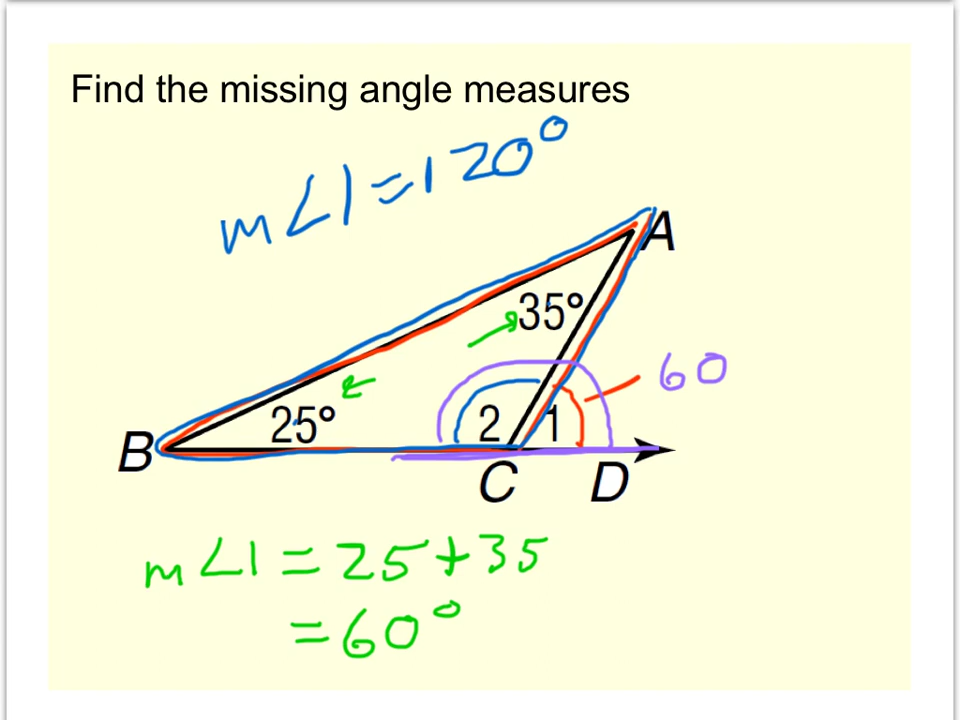 Find the missing angle measures
m∠1=120°
A
35°
60
25°
2
1
B
C
D
m∠1=25+35
=60°